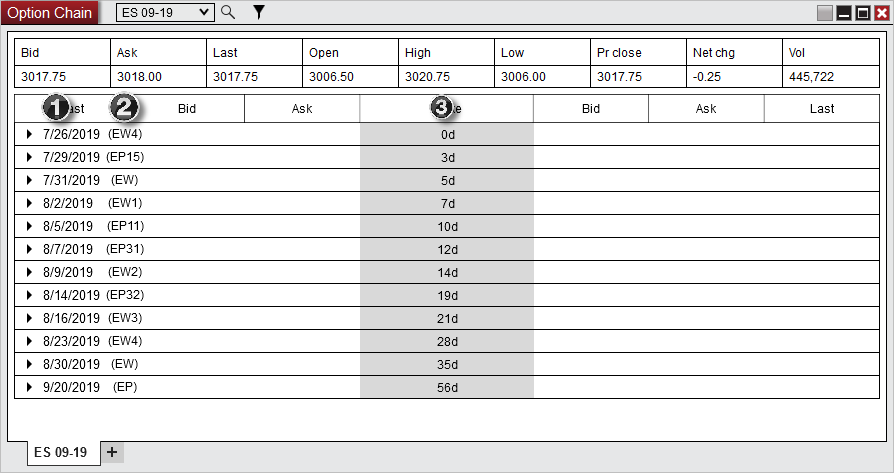 Option Chain ES 09-19
Bid Ask Last Open High Low Pr close Net chg Vol
3017.75 3018.00 3017.75 3006.50 3020.75 3006.00 3017.75 -0.25 445,722
1 2 Bid Ask 3 Bid Ask Last
7/26/2019 (EW4) 0d
7/29/2019 (EP15) 3d
7/31/2019 (EW) 5d
8/2/2019 (EW1) 7d
8/5/2019 (EP11) 10d
8/7/2019 (EP31) 12d
8/9/2019 (EW2) 14d
8/14/2019 (EP32) 19d
8/16/2019 (EW3) 21d
8/23/2019 (EW4) 28d
8/30/2019 (EW) 35d
9/20/2019 (EP) 56d
ES 09-19 +